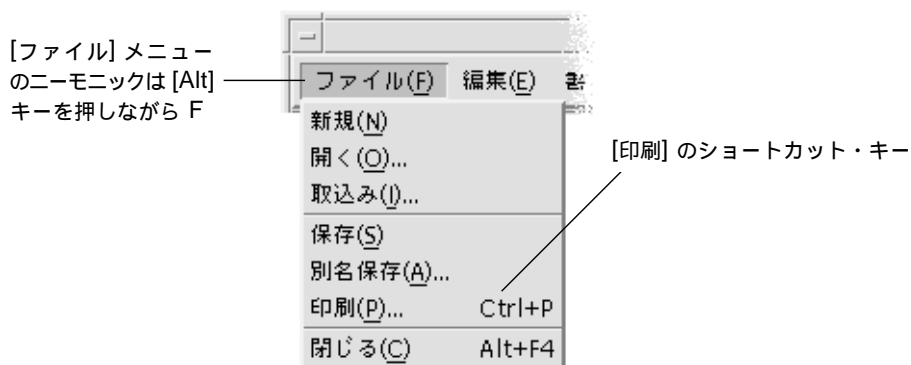 [ファイル] メニュー
のニーモニックは [Alt]
キーを押しながら F
ファイル(F) 編集(E)
新規(N)
開く(O)...
取込み(I)...
保存(S)
別名保存(A)...
印刷(P)... Ctrl+P
閉じる(C) Alt+F4
[印刷] のショートカット・キー